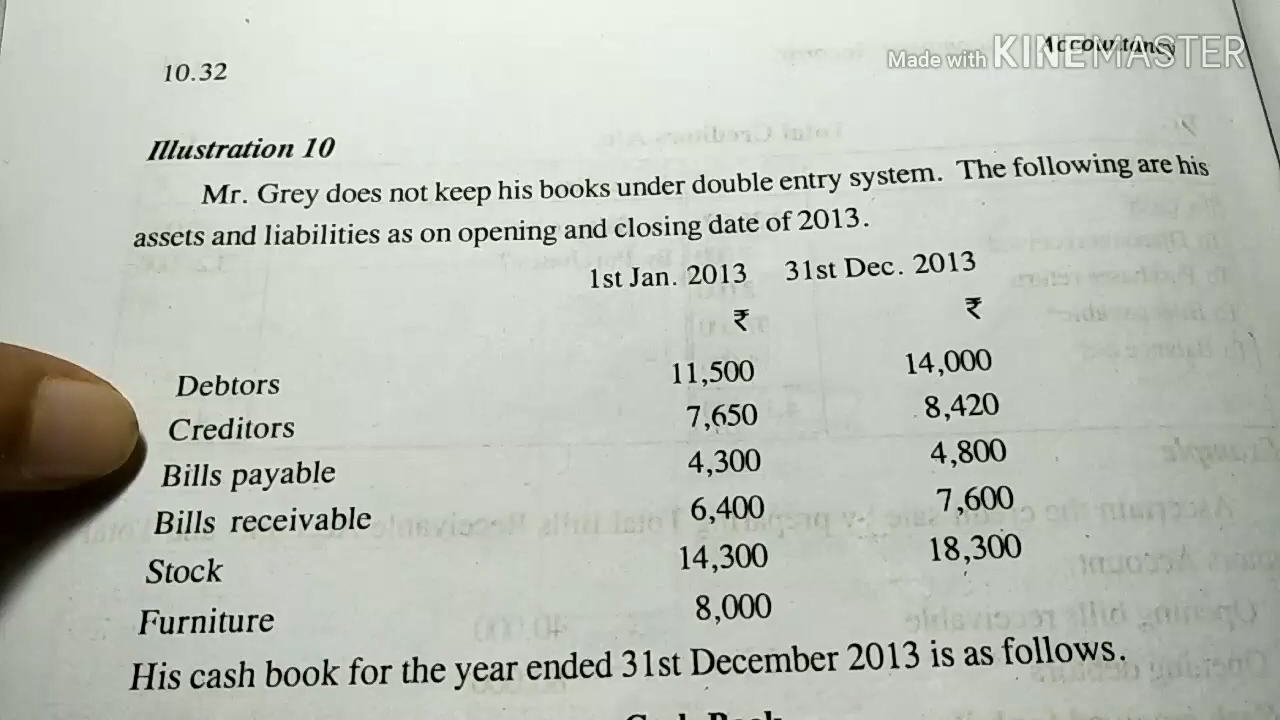 10.32
Accountancy
Made with KINEMASTER
Illustration 10
Mr. Grey does not keep his books under double entry system. The following are his
assets and liabilities as on opening and closing date of 2013.
1st Jan. 2013 31st Dec. 2013
₹ ₹
Debtors 11,500 14,000
Creditors 7,650 8,420
Bills payable 4,300 4,800
Bills receivable 6,400 7,600
Stock 14,300 18,300
Furniture 8,000
His cash book for the year ended 31st December 2013 is as follows.